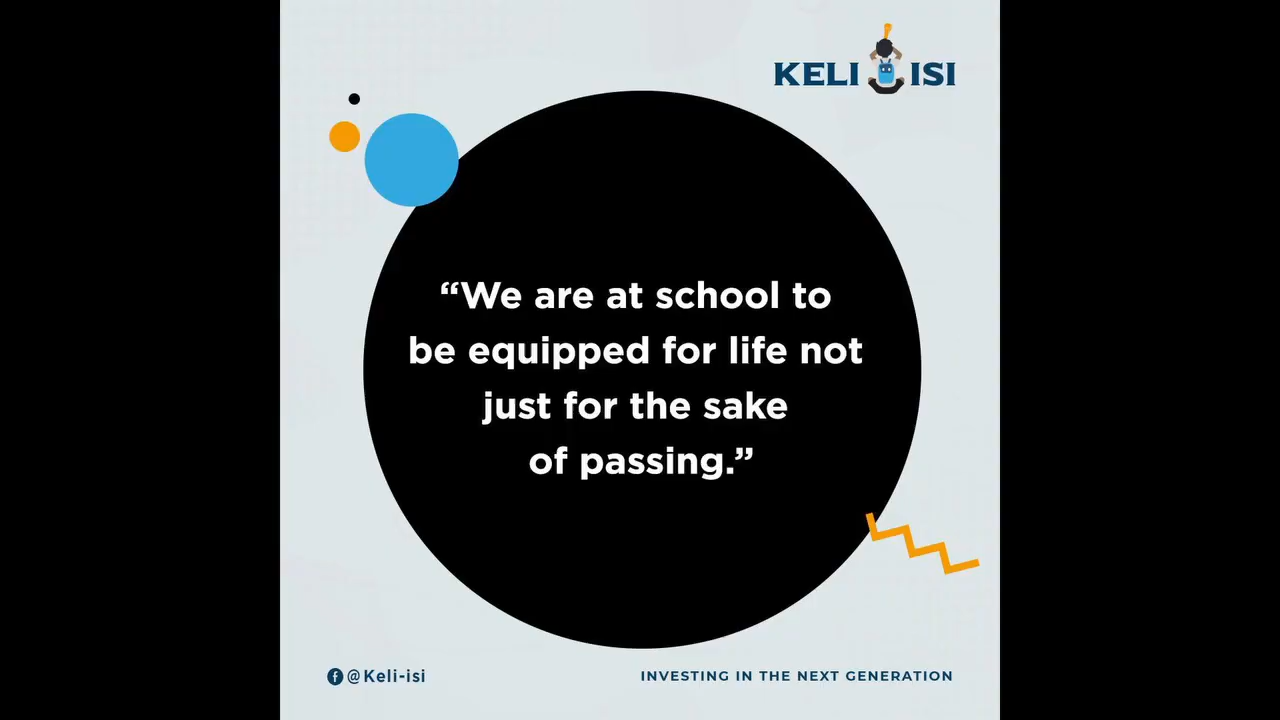 KELI ISI
“We are at school to
be equipped for life not
just for the sake
of passing.”
@Keli-isi
INVESTING IN THE NEXT GENERATION